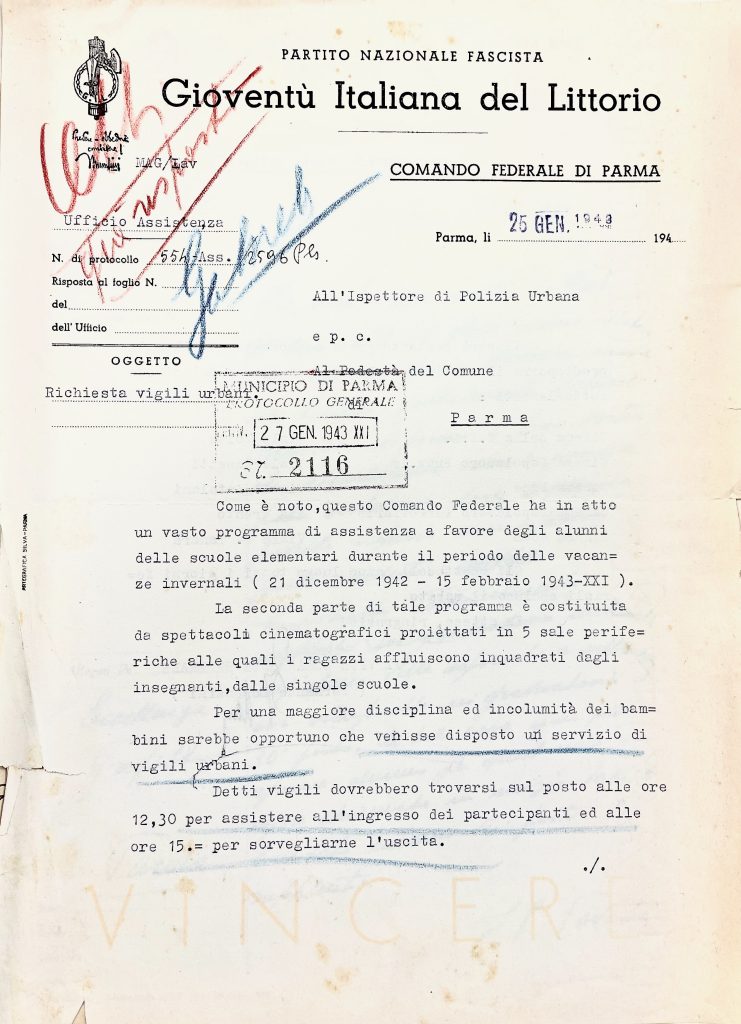 PARTITO NAZIONALE FASCISTA
Gioventù Italiana del Littorio
MAG/Lav
COMANDO FEDERALE DI PARMA
Ufficio Assistenza
25 GEN. 1943
Parma, li 194
N. di protocollo 554-Ass. 2596
Risposta al foglio N.
del
dell'Ufficio
All'Ispettore di Polizia Urbana
e p. c.
Al Podestà del Comune
di
Parma
OGGETTO
Richiesta vigili urbani.
MUNICIPIO DI PARMA
PROTOCOLLO GENERALE
27 GEN. 1943 XXI
2116
Come è noto,questo Comando Federale ha in atto
un vasto programma di assistenza a favore degli alunni
delle scuole elementari durante il periodo delle vacan=
ze invernali ( 21 dicembre 1942 - 15 febbraio 1943-XXI ).
La seconda parte di tale programma è costituita
da spettacoli cinematografici proiettati in 5 sale perife=
riche alle quali i ragazzi affluiscono inquadrati dagli
insegnanti,dalle singole scuole.
Per una maggiore disciplina ed incolumità dei bam=
bini sarebbe opportuno che venisse disposto un servizio di
vigili urbani.
Detti vigili dovrebbero trovarsi sul posto alle ore
12,30 per assistere all'ingresso dei partecipanti ed alle
ore 15.= per sorvegliarne l'uscita.
./.
VINCERE